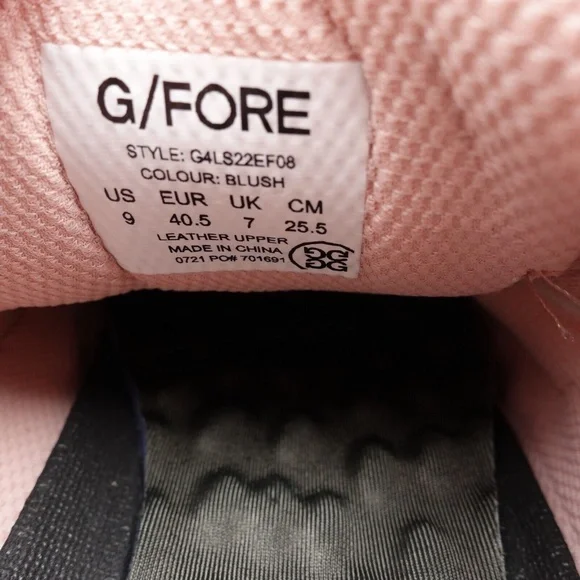 G/FORE
STYLE: G4LS22EF08
COLOUR: BLUSH
US EUR UK CM
9 40.5 7 25.5
LEATHER UPPER
MADE IN CHINA
0721 PO# 701691